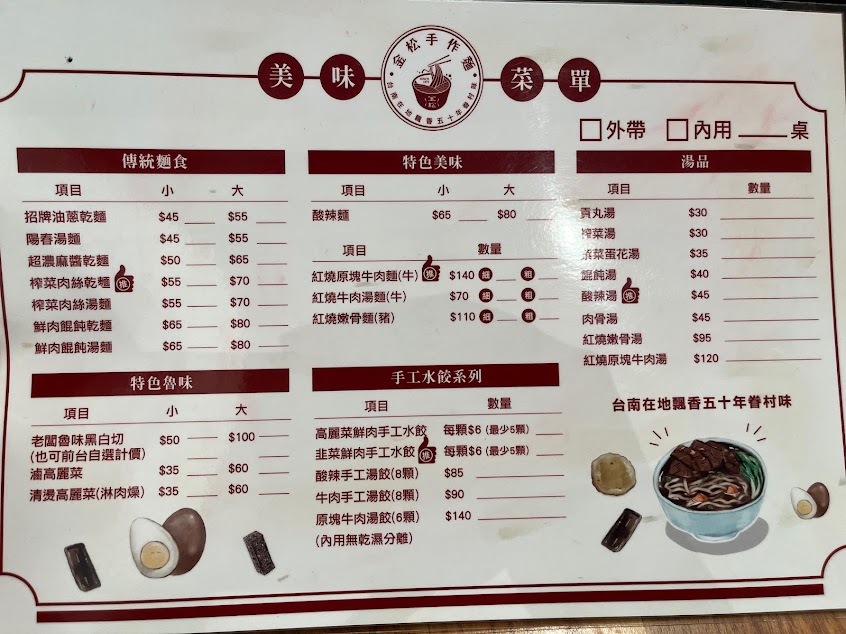 金松手作麵
台南在地飄香五十年眷村味
美味 菜單
□外帶 □內用____桌
傳統麵食
項目 小 大
招牌油蔥乾麵 $45 $55
陽春湯麵 $45 $55
超濃麻醬乾麵 $50 $65
榨菜肉絲乾麵 推 $55 $70
榨菜肉絲湯麵 $55 $70
鮮肉餛飩乾麵 $65 $80
鮮肉餛飩湯麵 $65 $80
特色魯味
項目 小 大
老闆魯味黑白切 $50 $100
(也可前台自選計價)
滷高麗菜 $35 $60
清燙高麗菜(淋肉燥) $35 $60
特色美味
項目 小 大
酸辣麵 $65 $80
項目 數量
紅燒原塊牛肉麵(牛) 推 $140 細 粗
紅燒牛肉湯麵(牛) $70 細 粗
紅燒嫩骨麵(豬) $110 細 粗
手工水餃系列
項目 數量
高麗菜鮮肉手工水餃 每顆$6 (最少5顆)
韭菜鮮肉手工水餃 推 每顆$6 (最少5顆)
酸辣手工湯餃(8顆) $85
牛肉手工湯餃(8顆) $90
原塊牛肉湯餃(6顆) $140
(內用無乾濕分離)
湯品
項目 數量
貢丸湯 $30
榨菜湯 $30
紫菜蛋花湯 $35
餛飩湯 $40
酸辣湯 推 $45
肉骨湯 $45
紅燒嫩骨湯 $95
紅燒原塊牛肉湯 $120
台南在地飄香五十年眷村味